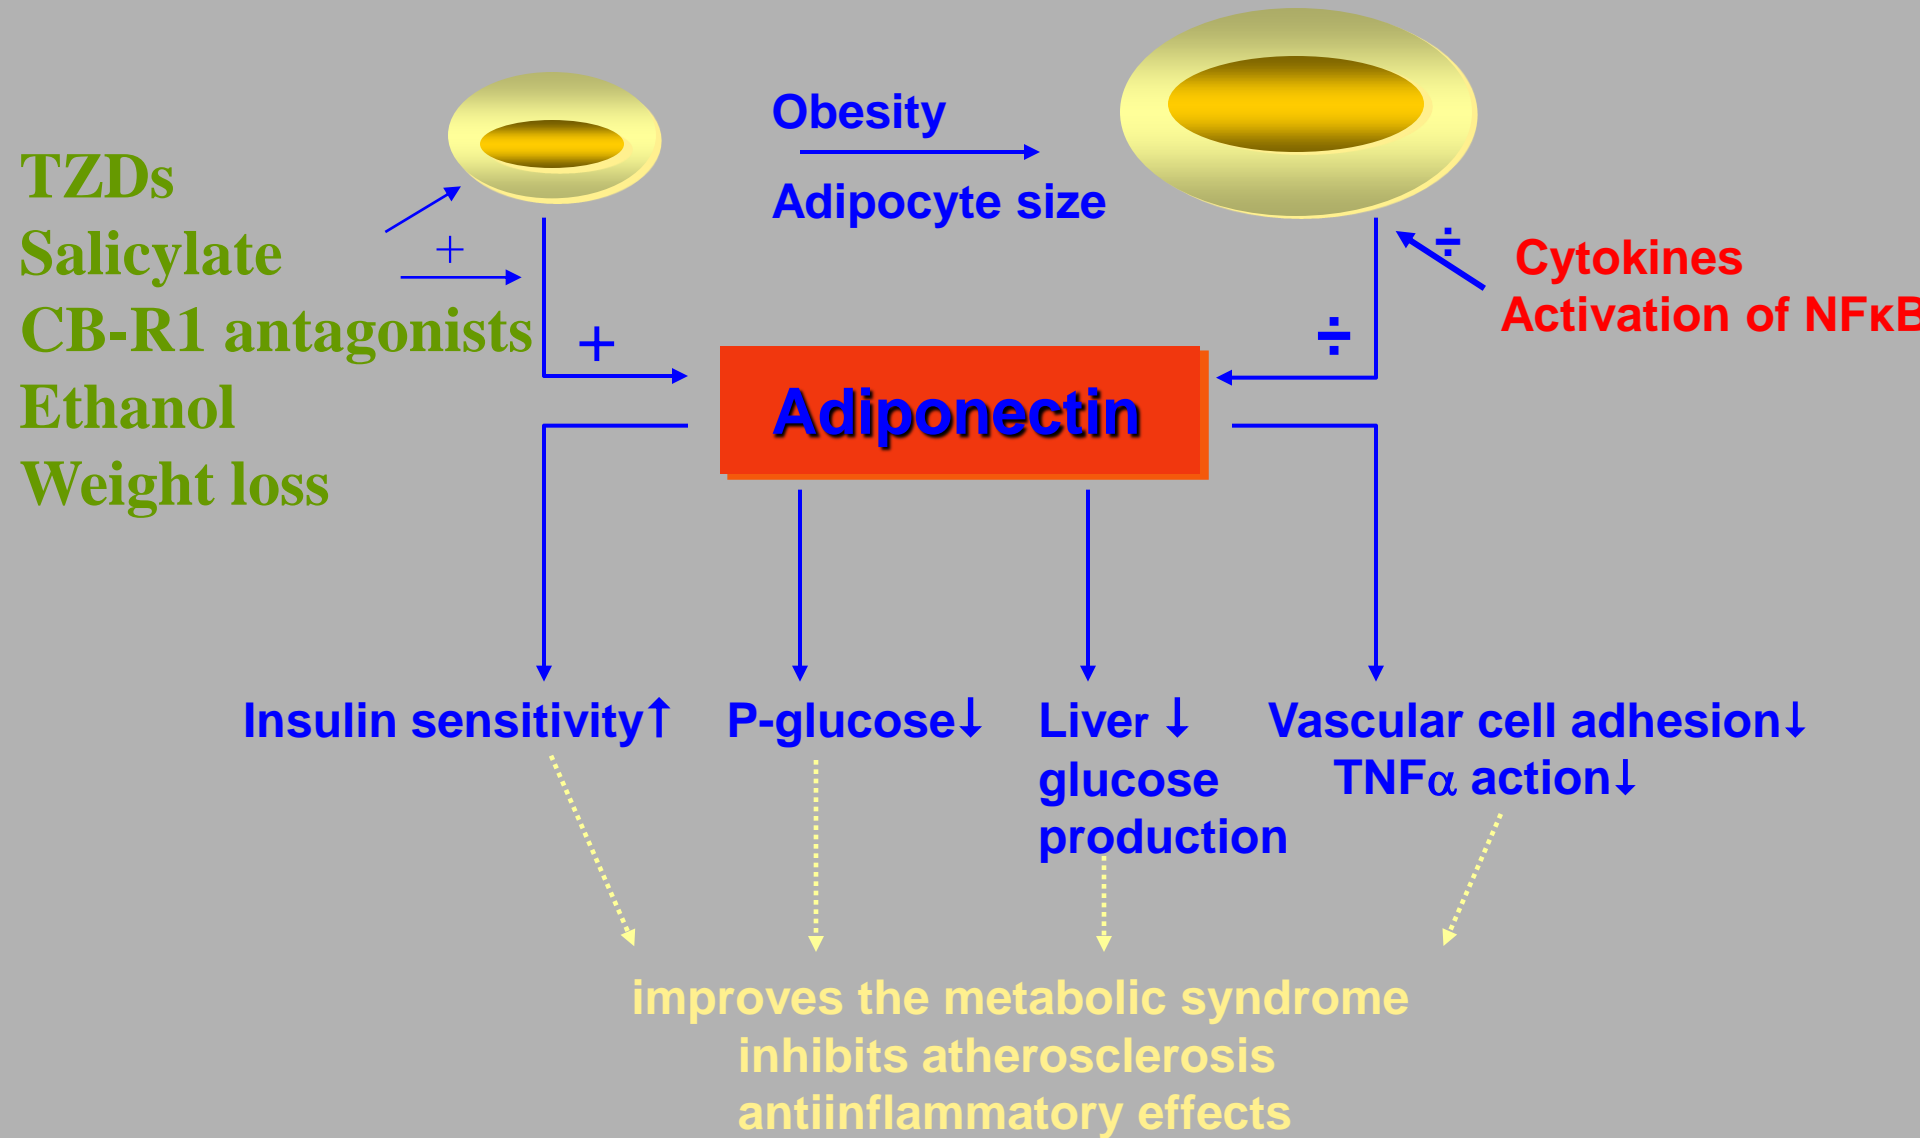 Obesity
Adipocyte size
TZDs
Salicylate
CB-R1 antagonists
Ethanol
Weight loss
+
+
÷
÷
Cytokines
Activation of NFκB
Adiponectin
Insulin sensitivity↑
P-glucose↓
Liver ↓
glucose
production
Vascular cell adhesion↓
TNFα action↓
improves the metabolic syndrome
inhibits atherosclerosis
antiinflammatory effects